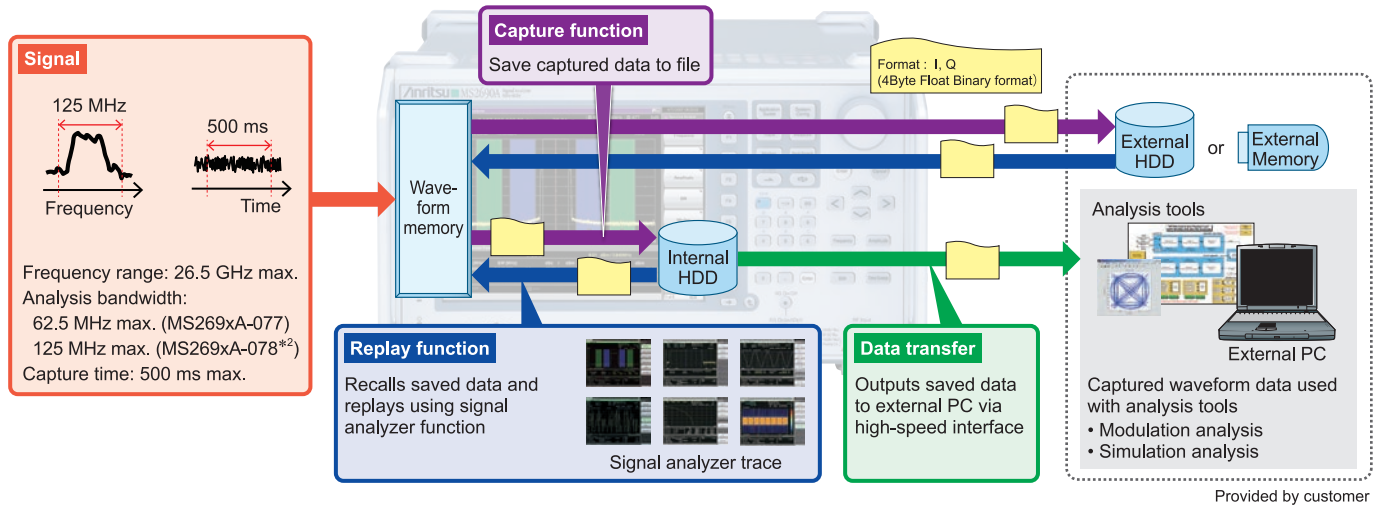 Signal
125 MHz
500 ms
Frequency
Time
Frequency range: 26.5 GHz max.
Analysis bandwidth:
62.5 MHz max. (MS269xA-077)
125 MHz max. (MS269xA-078*2)
Capture time: 500 ms max.
Capture function
Save captured data to file
Format : I, Q
(4Byte Float Binary format)
Anritsu MS2690A
Wave-
form
memory
External
HDD
or
External
Memory
Internal
HDD
Replay function
Recalls saved data and
replays using signal
analyzer function
Signal analyzer trace
Data transfer
Outputs saved data
to external PC via
high-speed interface
Analysis tools
External PC
Captured waveform data used
with analysis tools
• Modulation analysis
• Simulation analysis
Provided by customer